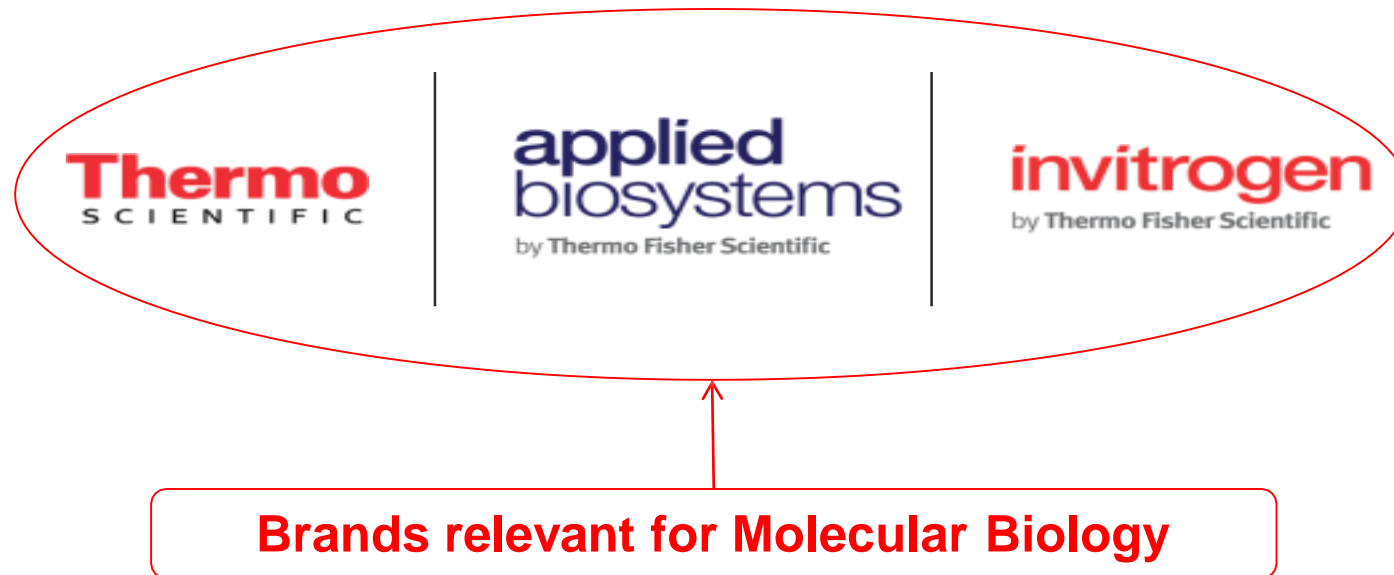 Thermo
SCIENTIFIC
applied
biosystems
by Thermo Fisher Scientific
invitrogen
by Thermo Fisher Scientific
Brands relevant for Molecular Biology